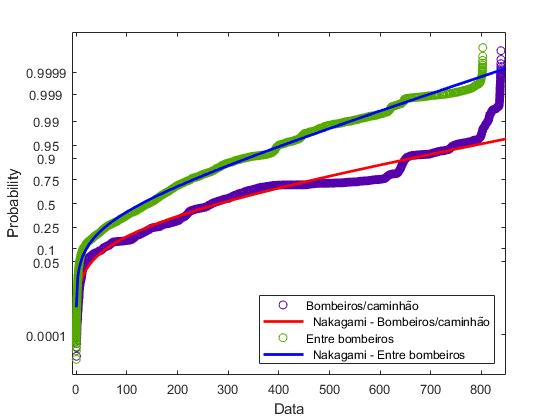 0.9999
0.999
0.99
0.95
0.9
0.75
0.5
0.25
0.1
0.05
0.0001
Probability
Bombeiros/caminhão
Nakagami - Bombeiros/caminhão
Entre bombeiros
Nakagami - Entre bombeiros
0 100 200 300 400 500 600 700 800
Data